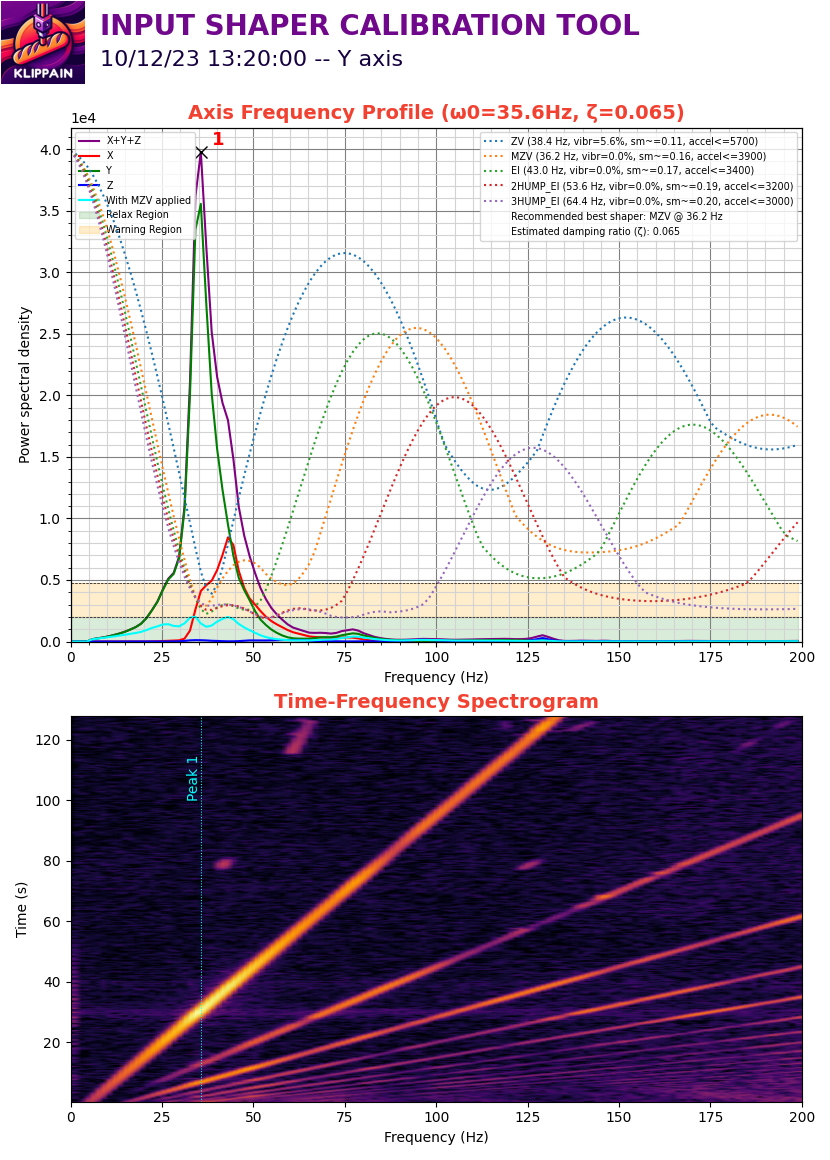 INPUT SHAPER CALIBRATION TOOL
10/12/23 13:20:00 -- Y axis
KLIPPAIN
Axis Frequency Profile (ω0=35.6Hz, ζ=0.065)
1e4
1
X+Y+Z
X
Y
Z
With MZV applied
Relax Region
Warning Region
ZV (38.4 Hz, vibr=5.6%, sm~=0.11, accel<=5700)
MZV (36.2 Hz, vibr=0.0%, sm~=0.16, accel<=3900)
EI (43.0 Hz, vibr=0.0%, sm~=0.17, accel<=3400)
2HUMP_EI (53.6 Hz, vibr=0.0%, sm~=0.19, accel<=3200)
3HUMP_EI (64.4 Hz, vibr=0.0%, sm~=0.20, accel<=3000)
Recommended best shaper: MZV @ 36.2 Hz
Estimated damping ratio (ζ): 0.065
Power spectral density
4.0
3.5
3.0
2.5
2.0
1.5
1.0
0.5
0.0
0 25 50 75 100 125 150 175 200
Frequency (Hz)
Time-Frequency Spectrogram
Peak 1
Time (s)
120
100
80
60
40
20
0 25 50 75 100 125 150 175 200
Frequency (Hz)